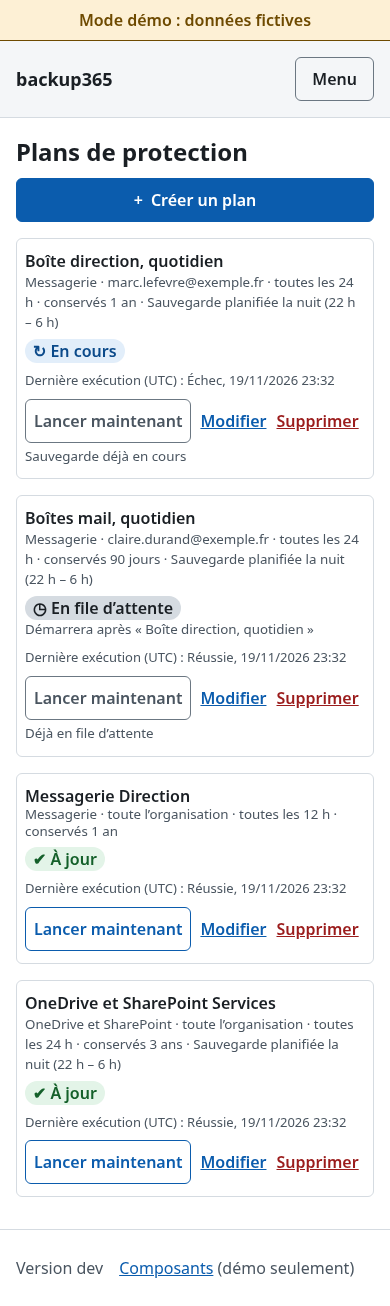 Mode démo : données fictives
backup365
Menu
Plans de protection
+ Créer un plan
Boîte direction, quotidien
Messagerie · marc.lefevre@exemple.fr · toutes les 24
h · conservés 1 an · Sauvegarde planifiée la nuit (22 h
– 6 h)
↻ En cours
Dernière exécution (UTC) : Échec, 19/11/2026 23:32
Lancer maintenant Modifier Supprimer
Sauvegarde déjà en cours
Boîtes mail, quotidien
Messagerie · claire.durand@exemple.fr · toutes les 24
h · conservés 90 jours · Sauvegarde planifiée la nuit
(22 h – 6 h)
◷ En file d’attente
Démarrera après « Boîte direction, quotidien »
Dernière exécution (UTC) : Réussie, 19/11/2026 23:32
Lancer maintenant Modifier Supprimer
Déjà en file d’attente
Messagerie Direction
Messagerie · toute l’organisation · toutes les 12 h ·
conservés 1 an
✔ À jour
Dernière exécution (UTC) : Réussie, 19/11/2026 23:32
Lancer maintenant Modifier Supprimer
OneDrive et SharePoint Services
OneDrive et SharePoint · toute l’organisation · toutes
les 24 h · conservés 3 ans · Sauvegarde planifiée la
nuit (22 h – 6 h)
✔ À jour
Dernière exécution (UTC) : Réussie, 19/11/2026 23:32
Lancer maintenant Modifier Supprimer
Version dev Composants (démo seulement)